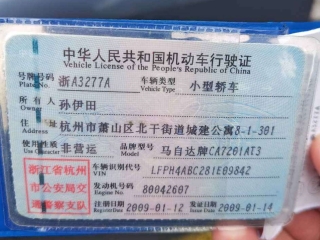 中华人民共和国机动车行驶证
Vehicle License of the People's Republic of China
号牌号码 浙A3277A 车辆类型 小型轿车
Plate No. Vehicle Type
所有人 孙伊田
Owner
住址 杭州市萧山区北干街道城建公寓8-1-301
Address
使用性质 非营运 品牌型号 马自达牌CA7201AT3
Use Character Model
浙江省杭州市公安局交通警察支队
车辆识别代号 LFPH4ABC281E09842
VIN
发动机号码 80042607
Engine No.
注册日期 2009-01-12 发证日期 2009-01-14
Register Date Issue Date